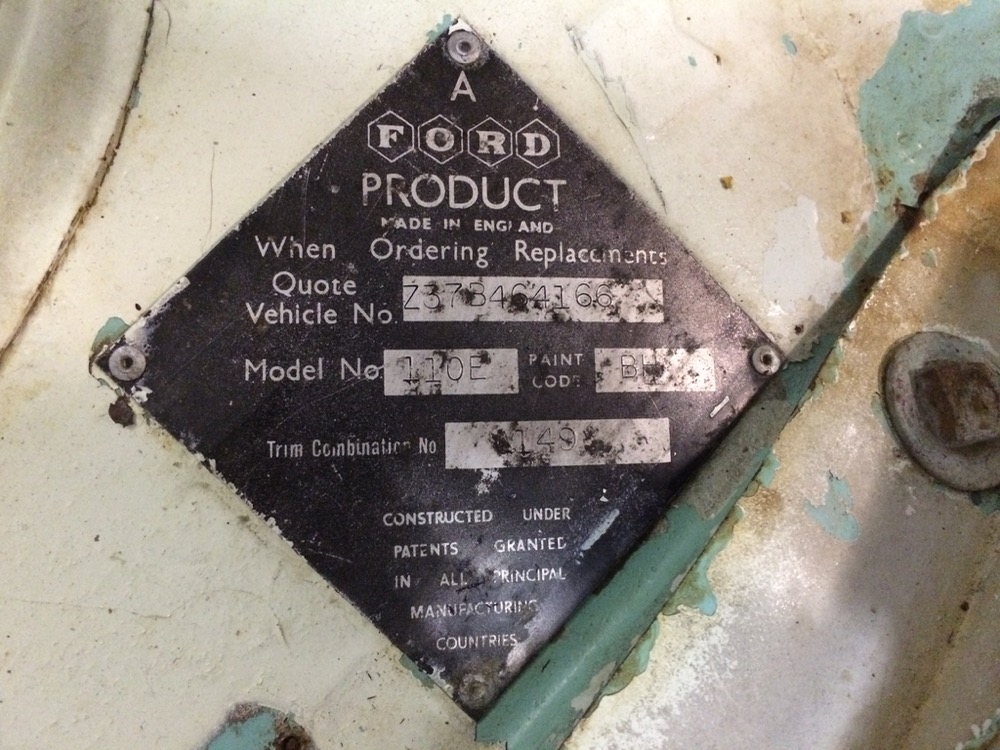 A
FORD
PRODUCT
MADE IN ENGLAND
When Ordering Replacements
Quote
Vehicle No. Z37B464166
Model No 110E PAINT CODE
Trim Combination No 149
CONSTRUCTED UNDER
PATENTS GRANTED
IN ALL PRINCIPAL
MANUFACTURING
COUNTRIES